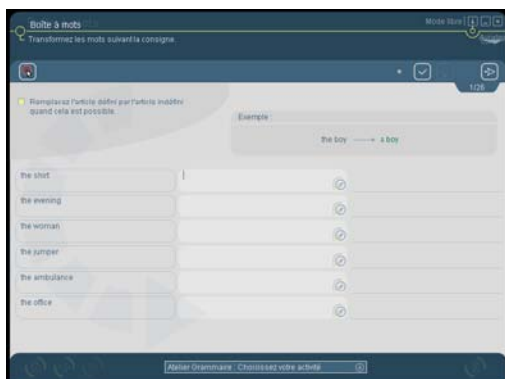 Boîte à mots
Mode libre
Transformez les mots suivant la consigne.
1/26
Remplacez l'article défini par l'article indéfini
quand cela est possible.
Exemple :
the boy → a boy
the shirt
the evening
the woman
the jumper
the ambulance
the office
Atelier Grammaire : Choisissez votre activité